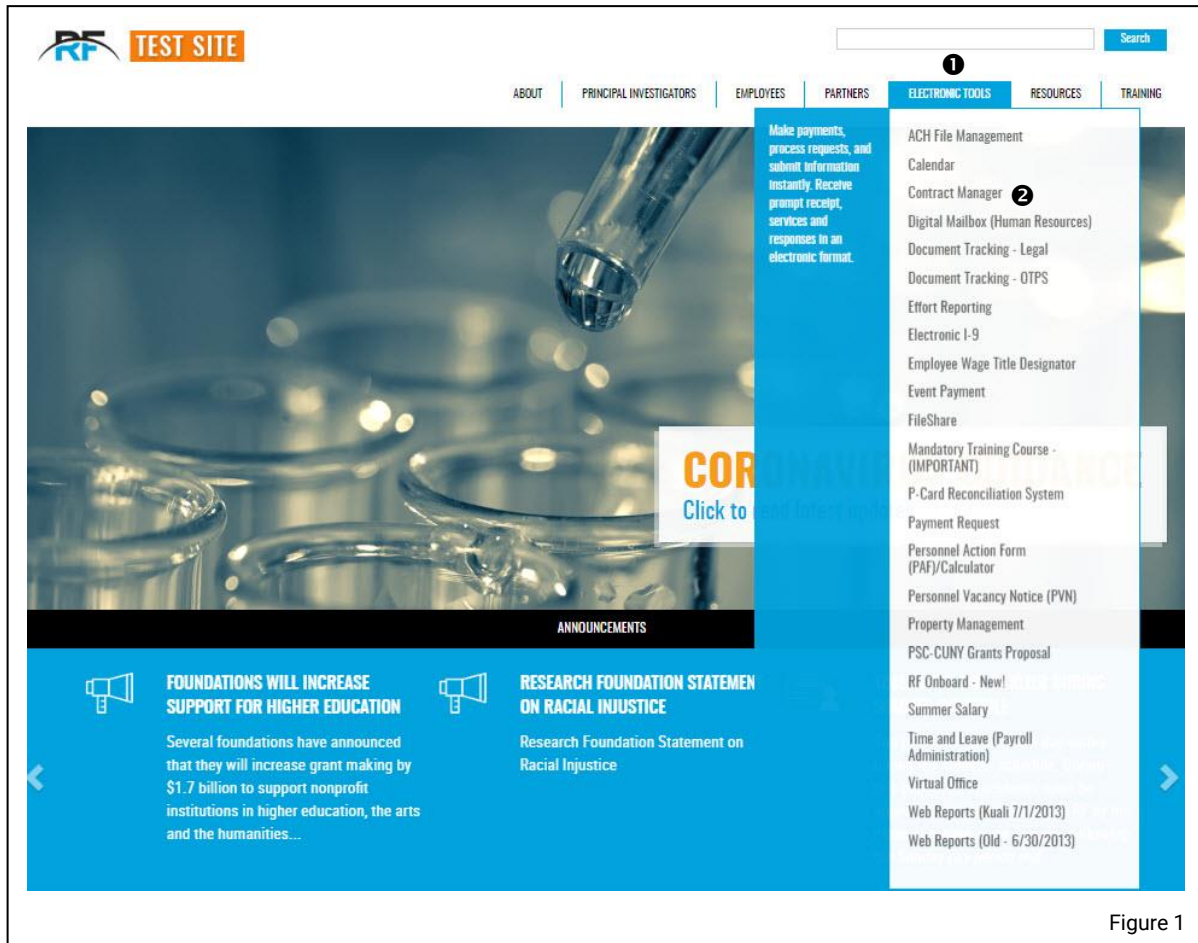 RF TEST SITE
Search
❶
ABOUT PRINCIPAL INVESTIGATORS EMPLOYEES PARTNERS ELECTRONIC TOOLS RESOURCES TRAINING
Make payments,
process requests, and
submit information
instantly. Receive
prompt receipt,
services and
responses in an
electronic format.
ACH File Management
Calendar
Contract Manager ❷
Digital Mailbox (Human Resources)
Document Tracking - Legal
Document Tracking - OTPS
Effort Reporting
Electronic I-9
Employee Wage Title Designator
Event Payment
FileShare
Mandatory Training Course -
(IMPORTANT)
P-Card Reconciliation System
Payment Request
Personnel Action Form
(PAF)/Calculator
Personnel Vacancy Notice (PVN)
Property Management
PSC-CUNY Grants Proposal
RF Onboard - New!
Summer Salary
Time and Leave (Payroll
Administration)
Virtual Office
Web Reports (Kuali 7/1/2013)
Web Reports (Old - 6/30/2013)
CORONAVIRUS GUIDANCE
Click to read latest updates
ANNOUNCEMENTS
FOUNDATIONS WILL INCREASE
SUPPORT FOR HIGHER EDUCATION
Several foundations have announced
that they will increase grant making by
$1.7 billion to support nonprofit
institutions in higher education, the arts
and the humanities...
RESEARCH FOUNDATION STATEMEN
ON RACIAL INJUSTICE
Research Foundation Statement on
Racial Injustice
Figure 1